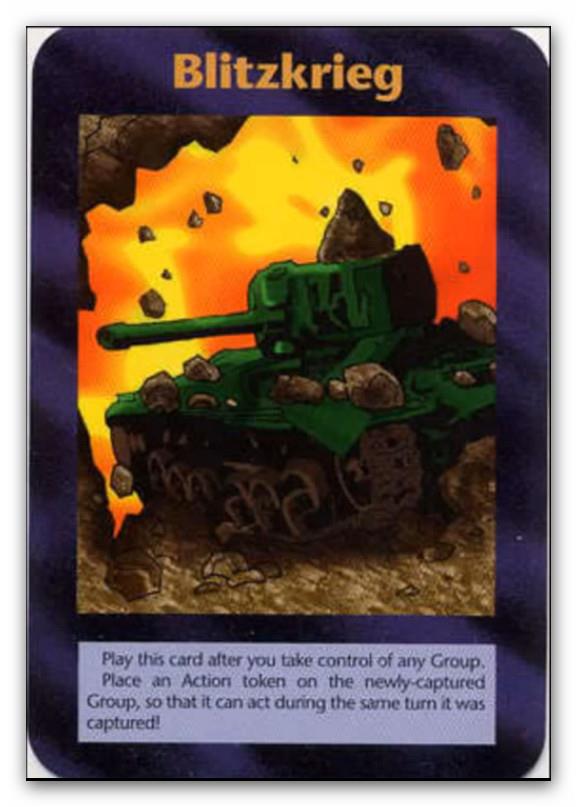 Blitzkrieg
Play this card after you take control of any Group.
Place an Action token on the newly-captured
Group, so that it can act during the same turn it was
captured!